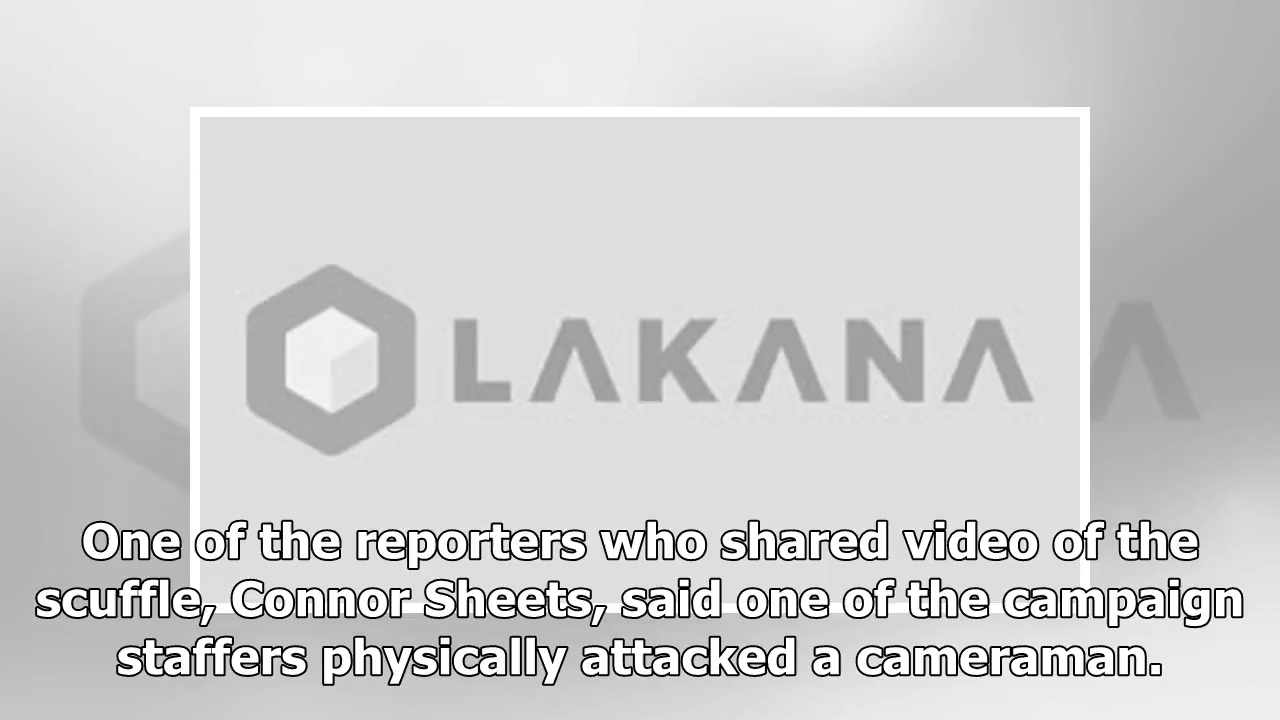 LAKANA
One of the reporters who shared video of the
scuffle, Connor Sheets, said one of the campaign
staffers physically attacked a cameraman.